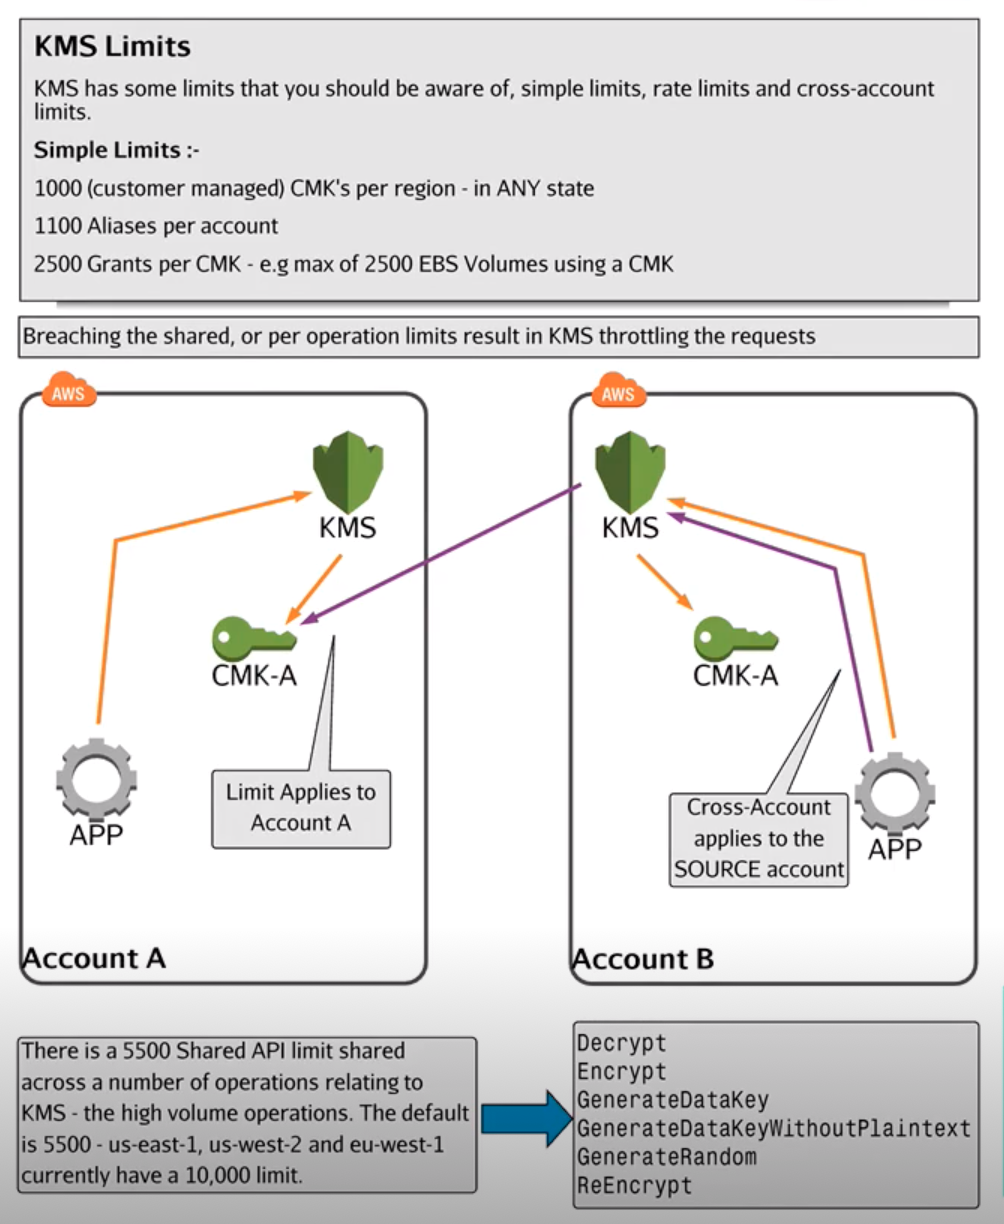 KMS Limits
KMS has some limits that you should be aware of, simple limits, rate limits and cross-account
limits.
Simple Limits :-
1000 (customer managed) CMK's per region - in ANY state
1100 Aliases per account
2500 Grants per CMK - e.g max of 2500 EBS Volumes using a CMK
Breaching the shared, or per operation limits result in KMS throttling the requests
AWS
KMS
CMK-A
Limit Applies to
Account A
APP
Account A
AWS
KMS
CMK-A
Cross-Account
applies to the
SOURCE account
APP
Account B
There is a 5500 Shared API limit shared
across a number of operations relating to
KMS - the high volume operations. The default
is 5500 - us-east-1, us-west-2 and eu-west-1
currently have a 10,000 limit.
Decrypt
Encrypt
GenerateDataKey
GenerateDataKeyWithoutPlaintext
GenerateRandom
ReEncrypt